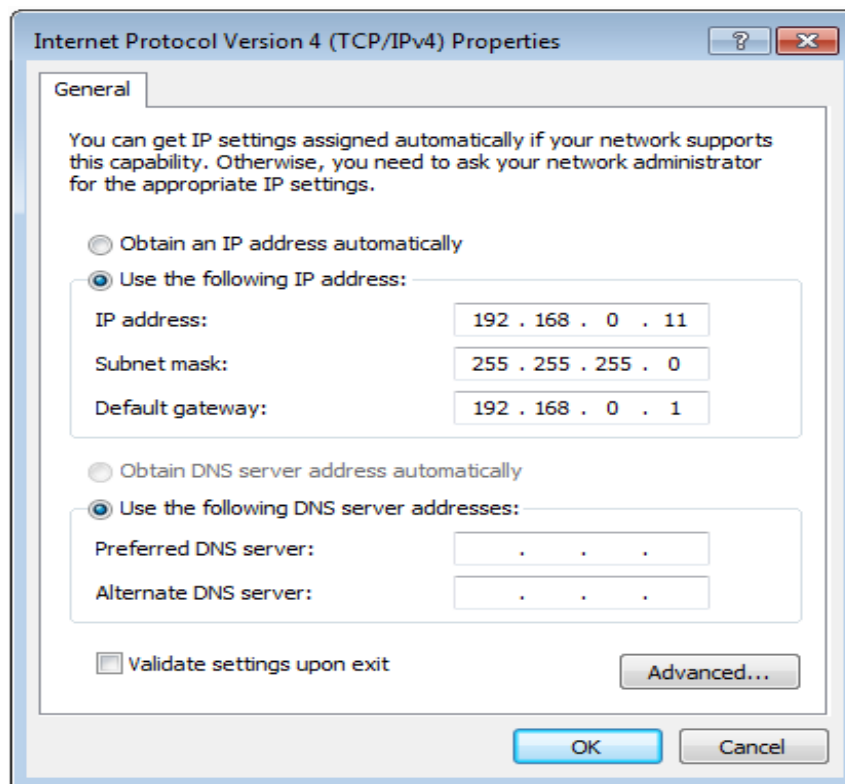 Internet Protocol Version 4 (TCP/IPv4) Properties
?
General
You can get IP settings assigned automatically if your network supports
this capability. Otherwise, you need to ask your network administrator
for the appropriate IP settings.
Obtain an IP address automatically
Use the following IP address:
IP address: 192 . 168 . 0 . 11
Subnet mask: 255 . 255 . 255 . 0
Default gateway: 192 . 168 . 0 . 1
Obtain DNS server address automatically
Use the following DNS server addresses:
Preferred DNS server: . . .
Alternate DNS server: . . .
Validate settings upon exit
Advanced...
OK Cancel